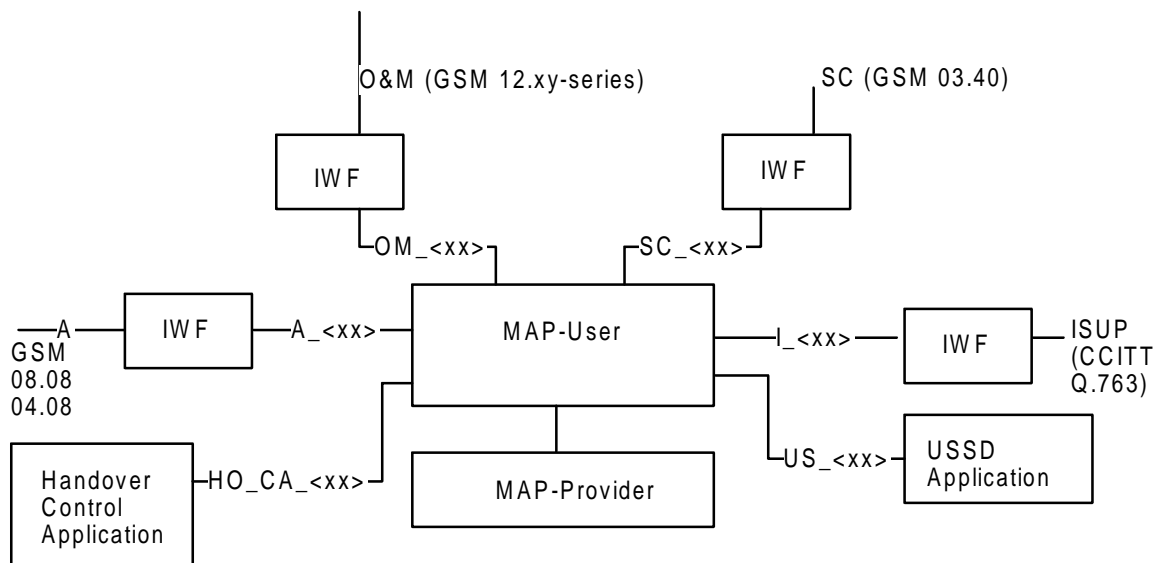 O&M (GSM 12.xy-series)
SC (GSM 03.40)
IWF
IWF
OM_<xx>
SC_<xx>
A
GSM
08.08
04.08
IWF
A_<xx>
MAP-User
I_<xx>
IWF
ISUP
(CCITT
Q.763)
Handover
Control
Application
HO_CA_<xx>
MAP-Provider
US_<xx>
USSD
Application